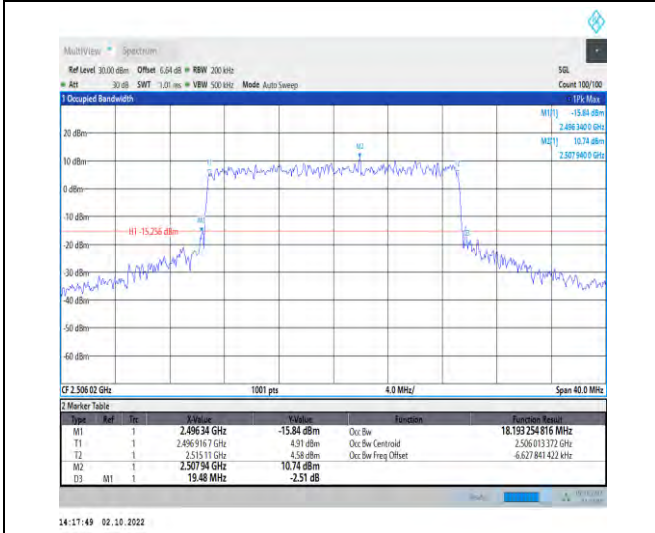 MultiView Spectrum
Ref Level 30.00 dBm Offset 6.64 dB RBW 200 kHz SGL
Att 30 dB SWT 1.01 ms VBW 500 kHz Mode Auto Sweep Count 100/100
1 Occupied Bandwidth 1Pk Max
M1[1] -15.84 dBm
2.496 340 0 GHz
M2[1] 10.74 dBm
2.507 940 0 GHz
20 dBm
M2
10 dBm
0 dBm
-10 dBm
M1
H1 -15.256 dBm
-20 dBm
-30 dBm
-40 dBm
-50 dBm
-60 dBm
CF 2.506 02 GHz 1001 pts 4.0 MHz/ Span 40.0 MHz
2 Marker Table
Type Ref Trc X-Value Y-Value Function Function Result
M1 1 2.496 34 GHz -15.84 dBm Occ Bw 18.193 254 816 MHz
T1 1 2.496 916 7 GHz 4.91 dBm Occ Bw Centroid 2.506 013 372 GHz
T2 1 2.515 11 GHz 4.58 dBm Occ Bw Freq Offset -6.627 841 422 kHz
M2 1 2.507 94 GHz 10.74 dBm
D3 M1 1 19.48 MHz -2.51 dB
14:17:49 02.10.2022